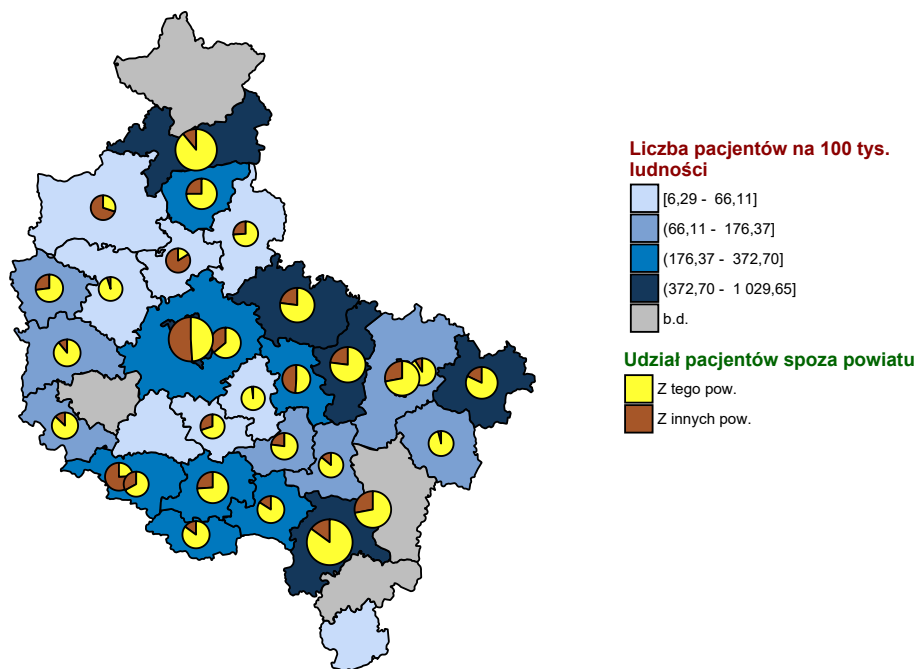 Liczba pacjentów na 100 tys.
ludności
[6,29 - 66,11]
(66,11 - 176,37]
(176,37 - 372,70]
(372,70 - 1 029,65]
b.d.
Udział pacjentów spoza powiatu
Z tego pow.
Z innych pow.